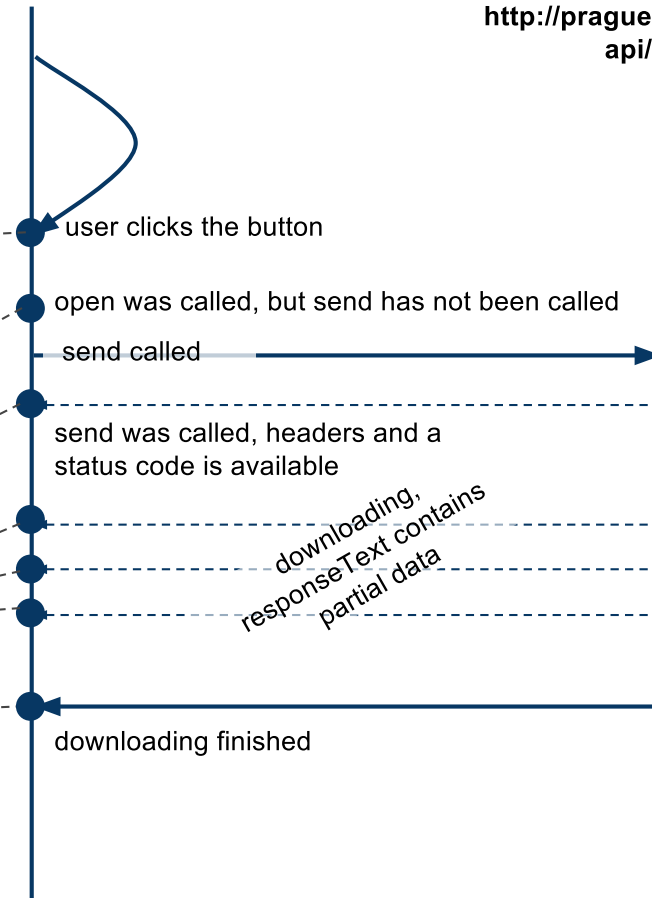 http://prague
api/
user clicks the button
open was called, but send has not been called
send called
send was called, headers and a
status code is available
downloading,
responseText contains
partial data
downloading finished